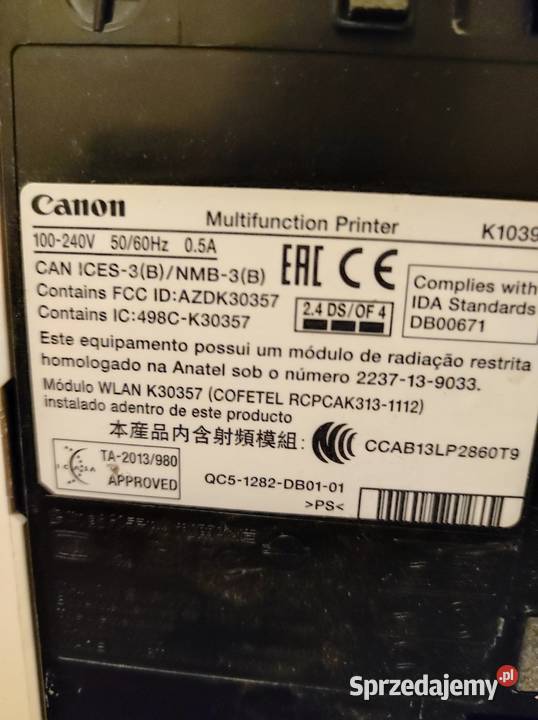 Canon
Multifunction Printer
K1039
100-240V 50/60Hz 0.5A
CAN ICES-3(B)/NMB-3(B)
Contains FCC ID:AZDK30357
Contains IC:498C-K30357
EAC CE
2.4 DS/OF 4
Complies with
IDA Standards
DB00671
Este equipamento possui um módulo de radiação restrita
homologado na Anatel sob o número 2237-13-9033.
Módulo WLAN K30357 (COFETEL RCPCAK313-1112)
instalado adentro de este producto
本產品内含射頻模組:
CCAB13LP2860T9
ICASA
TA-2013/980
APPROVED
QC5-1282-DB01-01
>PS<
Sprzedajemy.pl